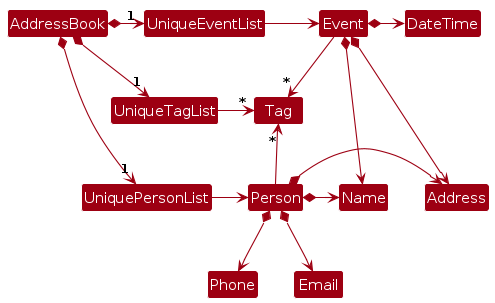 AddressBook 1 UniqueEventList Event DateTime
1 *
UniqueTagList * Tag
*
1
UniquePersonList Person Name Address
Phone Email